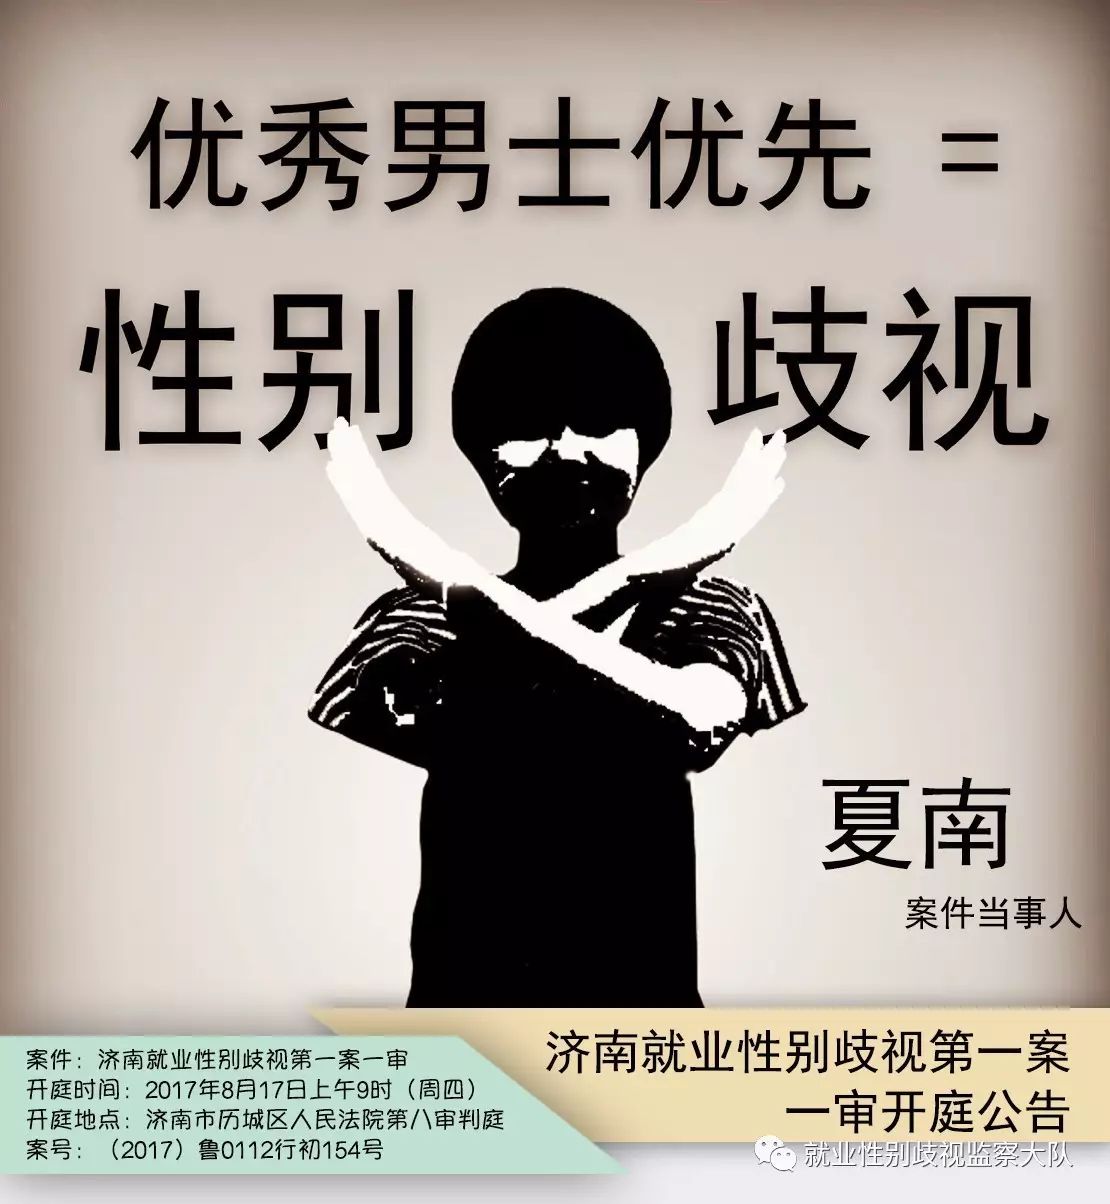 优秀男士优先 =
性别歧视
夏南
案件当事人
济南就业性别歧视第一案
一审开庭公告
案件：济南就业性别歧视第一案一审
开庭时间：2017年8月17日上午9时（周四）
开庭地点：济南市历城区人民法院第八审判庭
案号：（2017）鲁0112行初154号
就业性别歧视监察大队